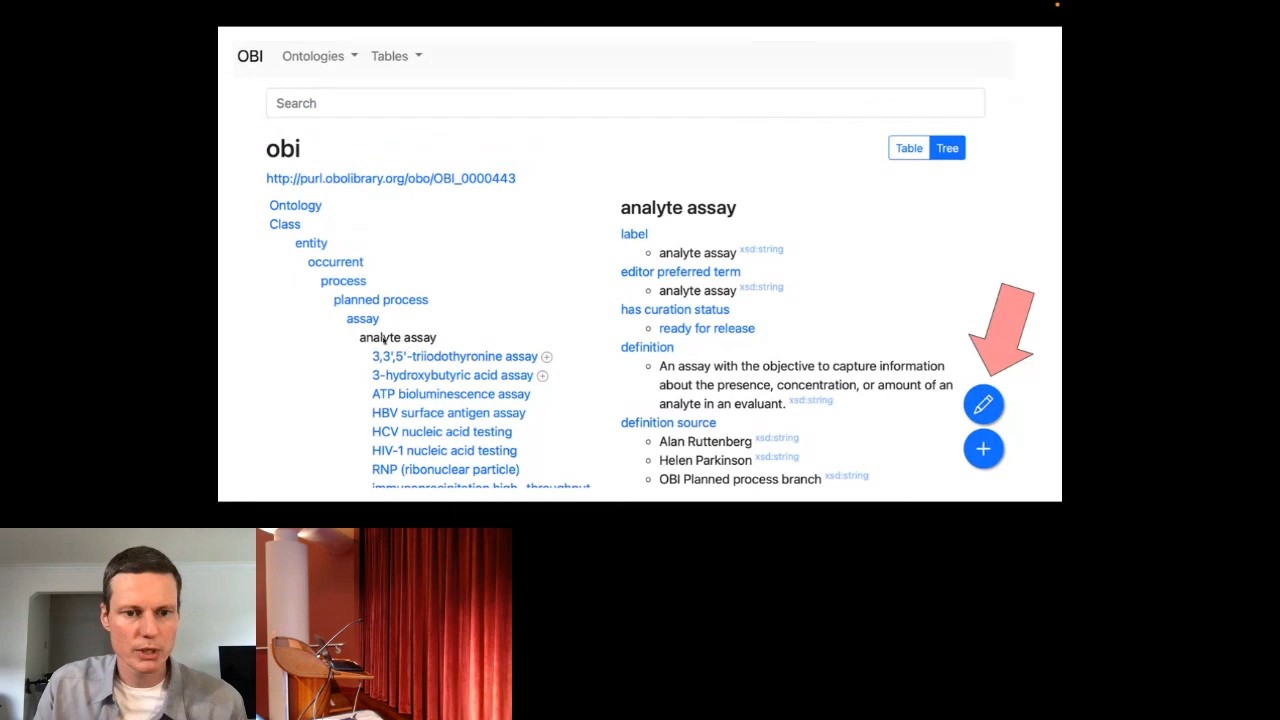 OBI Ontologies Tables
Search
obi
Table Tree
http://purl.obolibrary.org/obo/OBI_0000443
Ontology
Class
entity
occurrent
process
planned process
assay
analyte assay
3,3',5'-triiodothyronine assay
3-hydroxybutyric acid assay
ATP bioluminescence assay
HBV surface antigen assay
HCV nucleic acid testing
HIV-1 nucleic acid testing
RNP (ribonuclear particle)
immunoprecipitation high-throughput
analyte assay
label
analyte assay xsd:string
editor preferred term
analyte assay xsd:string
has curation status
ready for release
definition
An assay with the objective to capture information
about the presence, concentration, or amount of an
analyte in an evaluant. xsd:string
definition source
Alan Ruttenberg xsd:string
Helen Parkinson xsd:string
OBI Planned process branch xsd:string